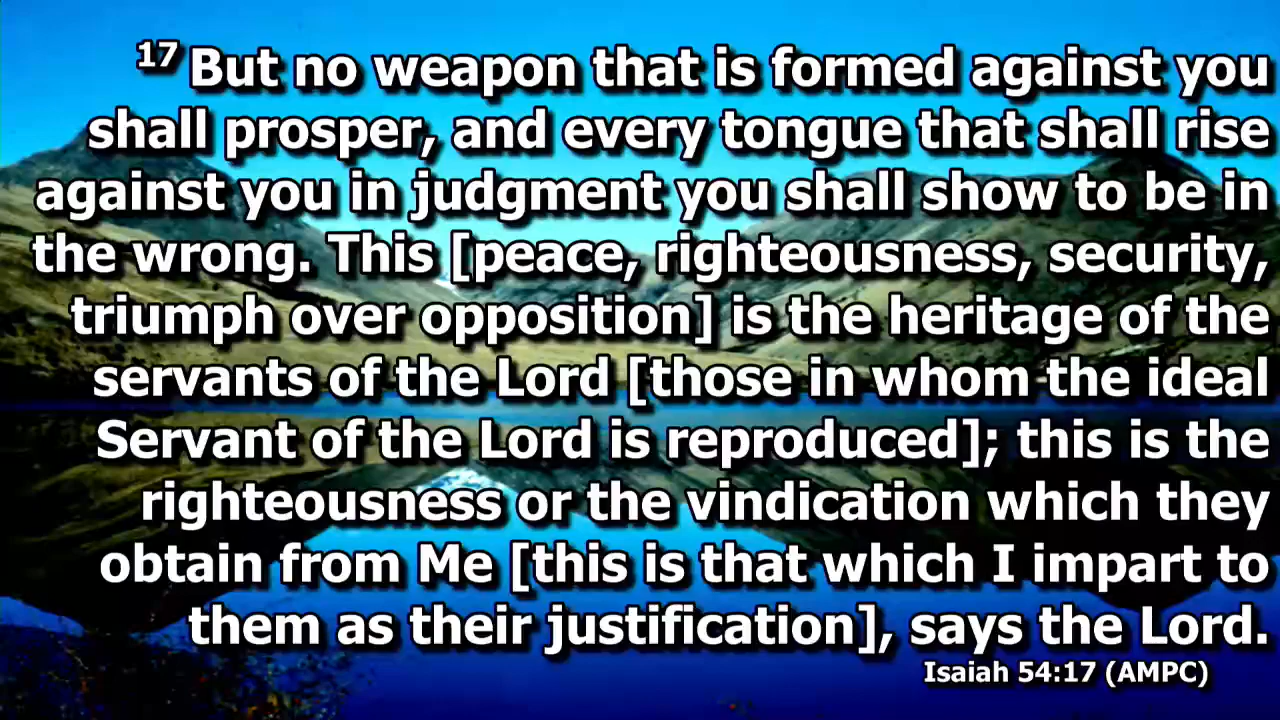 17 But no weapon that is formed against you
shall prosper, and every tongue that shall rise
against you in judgment you shall show to be in
the wrong. This [peace, righteousness, security,
triumph over opposition] is the heritage of the
servants of the Lord [those in whom the ideal
Servant of the Lord is reproduced]; this is the
righteousness or the vindication which they
obtain from Me [this is that which I impart to
them as their justification], says the Lord.
Isaiah 54:17 (AMPC)